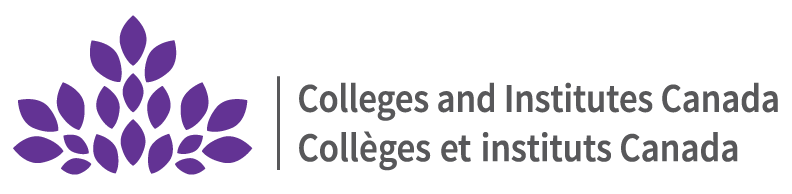 Colleges and Institutes Canada
Collèges et instituts Canada